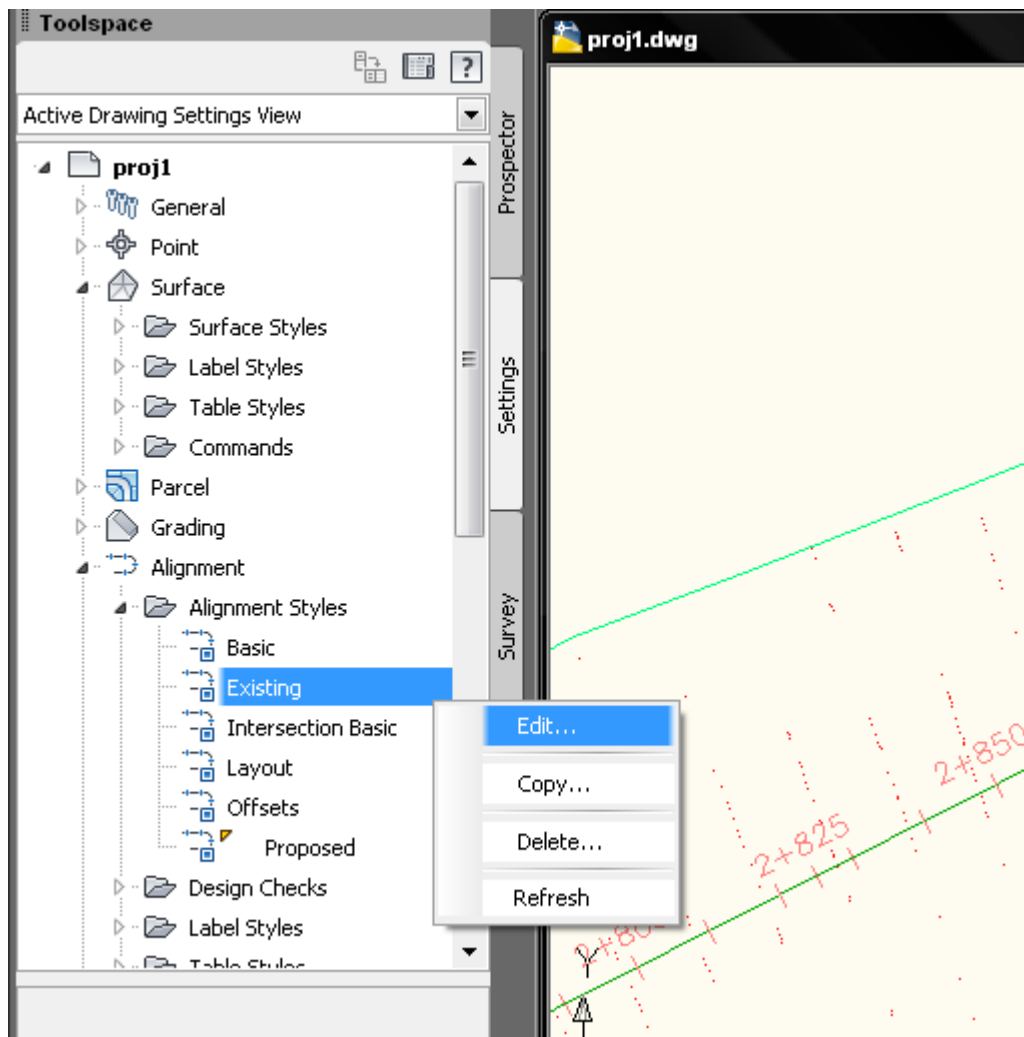 Toolspace
?
Active Drawing Settings View
proj1
General
Point
Surface
Surface Styles
Label Styles
Table Styles
Commands
Parcel
Grading
Alignment
Alignment Styles
Basic
Existing
Intersection Basic
Layout
Offsets
Proposed
Design Checks
Label Styles
Table Styles
Prospector
Settings
Survey
Edit...
Copy...
Delete...
Refresh
proj1.dwg
2+850
2+825
Y